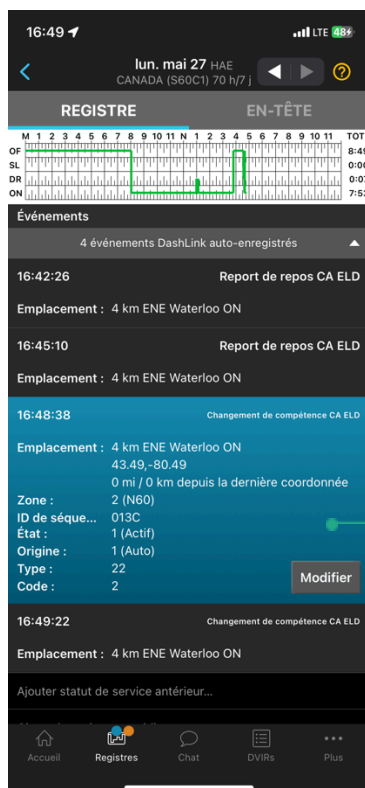 16:49 LTE 48
lun. mai 27 HAE
CANADA (S60C1) 70 h/7 j
REGISTRE EN-TÊTE
M 1 2 3 4 5 6 7 8 9 10 11 N 1 2 3 4 5 6 7 8 9 10 11 TOT
OF 8:49
SL 0:00
DR 0:07
ON 7:53
Événements
4 événements DashLink auto-enregistrés
16:42:26 Report de repos CA ELD
Emplacement : 4 km ENE Waterloo ON
16:45:10 Report de repos CA ELD
Emplacement : 4 km ENE Waterloo ON
16:48:38 Changement de compétence CA ELD
Emplacement : 4 km ENE Waterloo ON
43.49,-80.49
0 mi / 0 km depuis la dernière coordonnée
Zone : 2 (N60)
ID de séque... 013C
État : 1 (Actif)
Origine : 1 (Auto)
Type : 22
Code : 2
Modifier
16:49:22 Changement de compétence CA ELD
Emplacement : 4 km ENE Waterloo ON
Ajouter statut de service antérieur...
Accueil Registres Chat DVIRs Plus